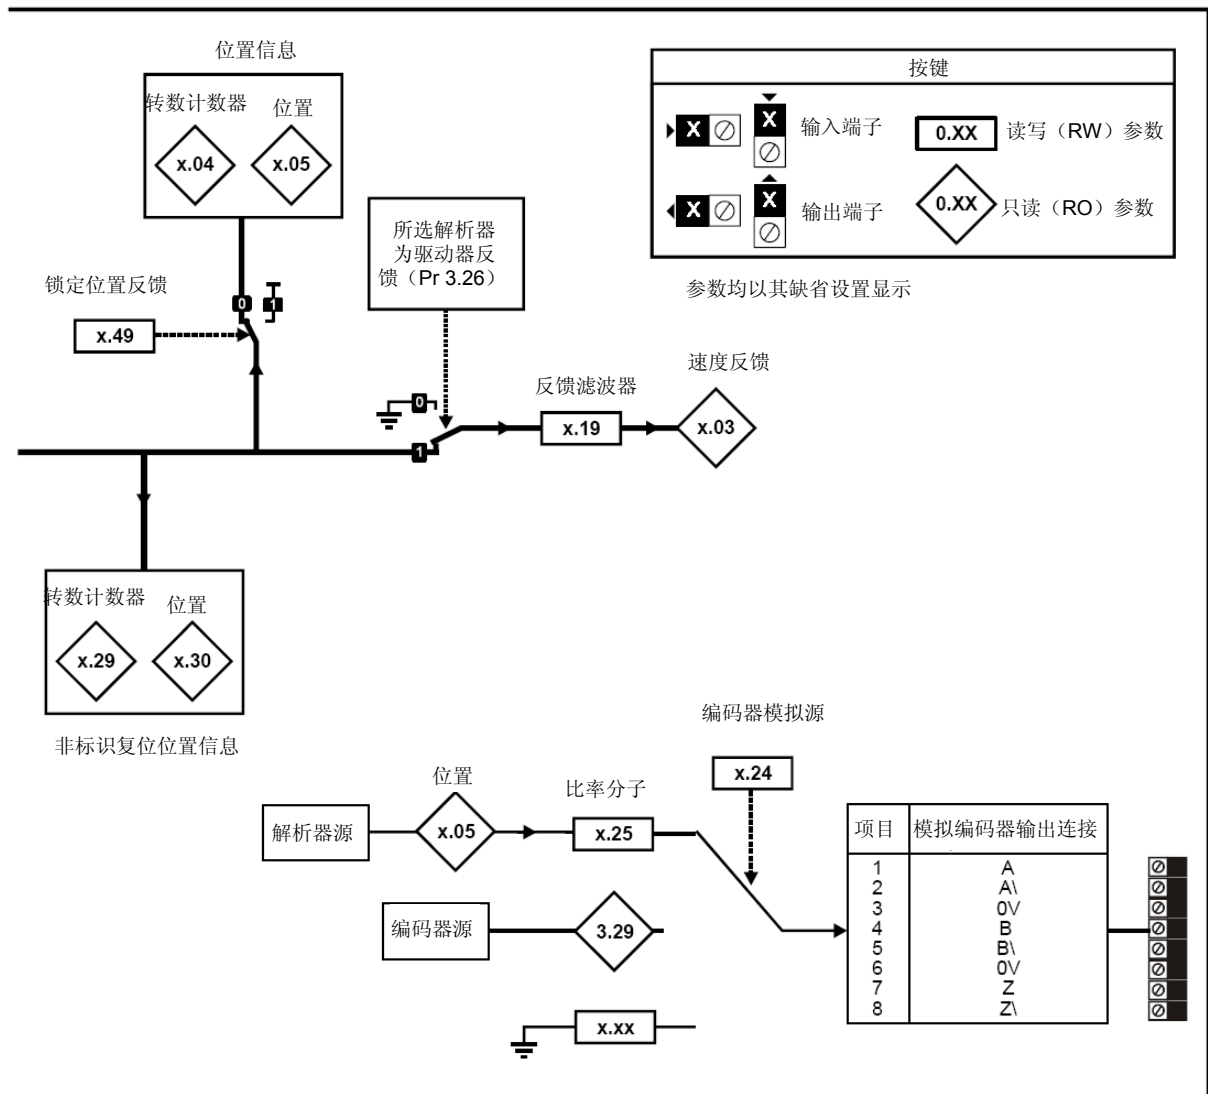 位置信息
转数计数器 位置
x.04 x.05
按键
X X 输入端子 0.XX 读写（RW）参数
X X 输出端子 0.XX 只读（RO）参数
参数均以其缺省设置显示
所选解析器
为驱动器反
馈（Pr 3.26）
锁定位置反馈
0 1
x.49
速度反馈
反馈滤波器
0
x.19 x.03
1
转数计数器 位置
x.29 x.30
非标识复位位置信息
编码器模拟源
x.24
位置 比率分子
解析器源 x.05 x.25
编码器源 3.29
x.xx
项目 模拟编码器输出连接
1 A
2 A\
3 0V
4 B
5 B\
6 0V
7 Z
8 Z\